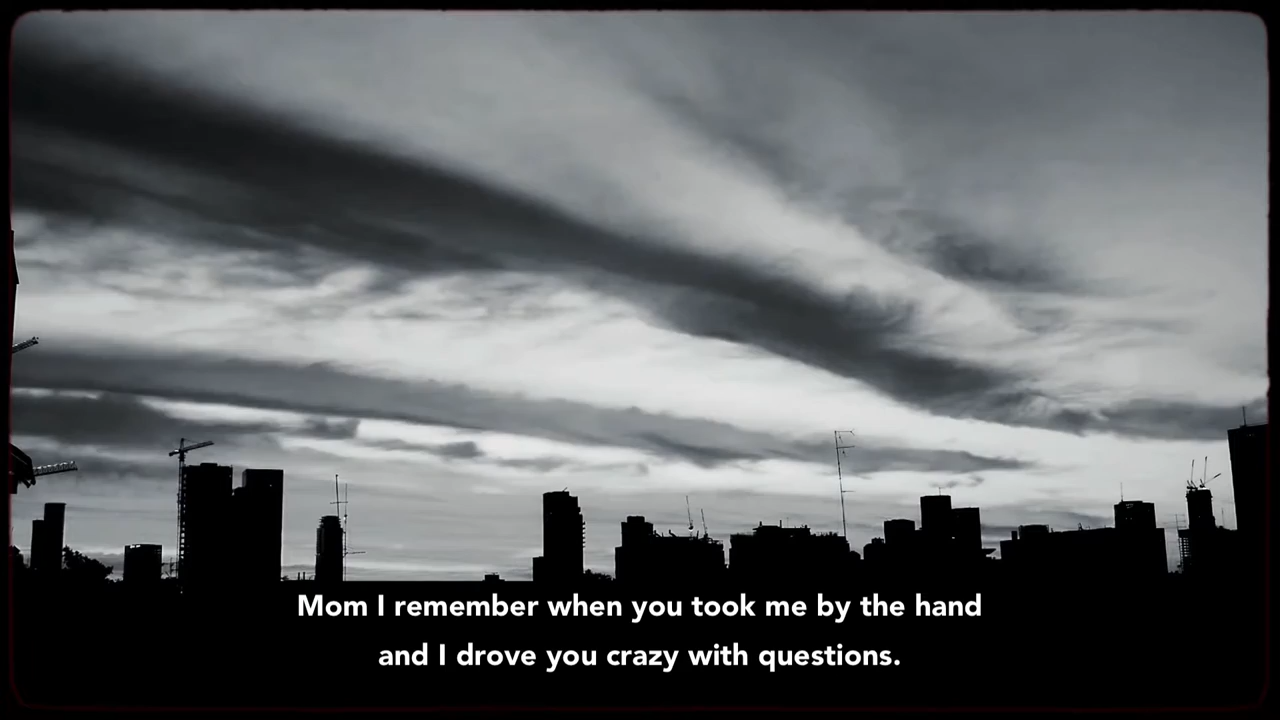 Mom I remember when you took me by the hand
and I drove you crazy with questions.